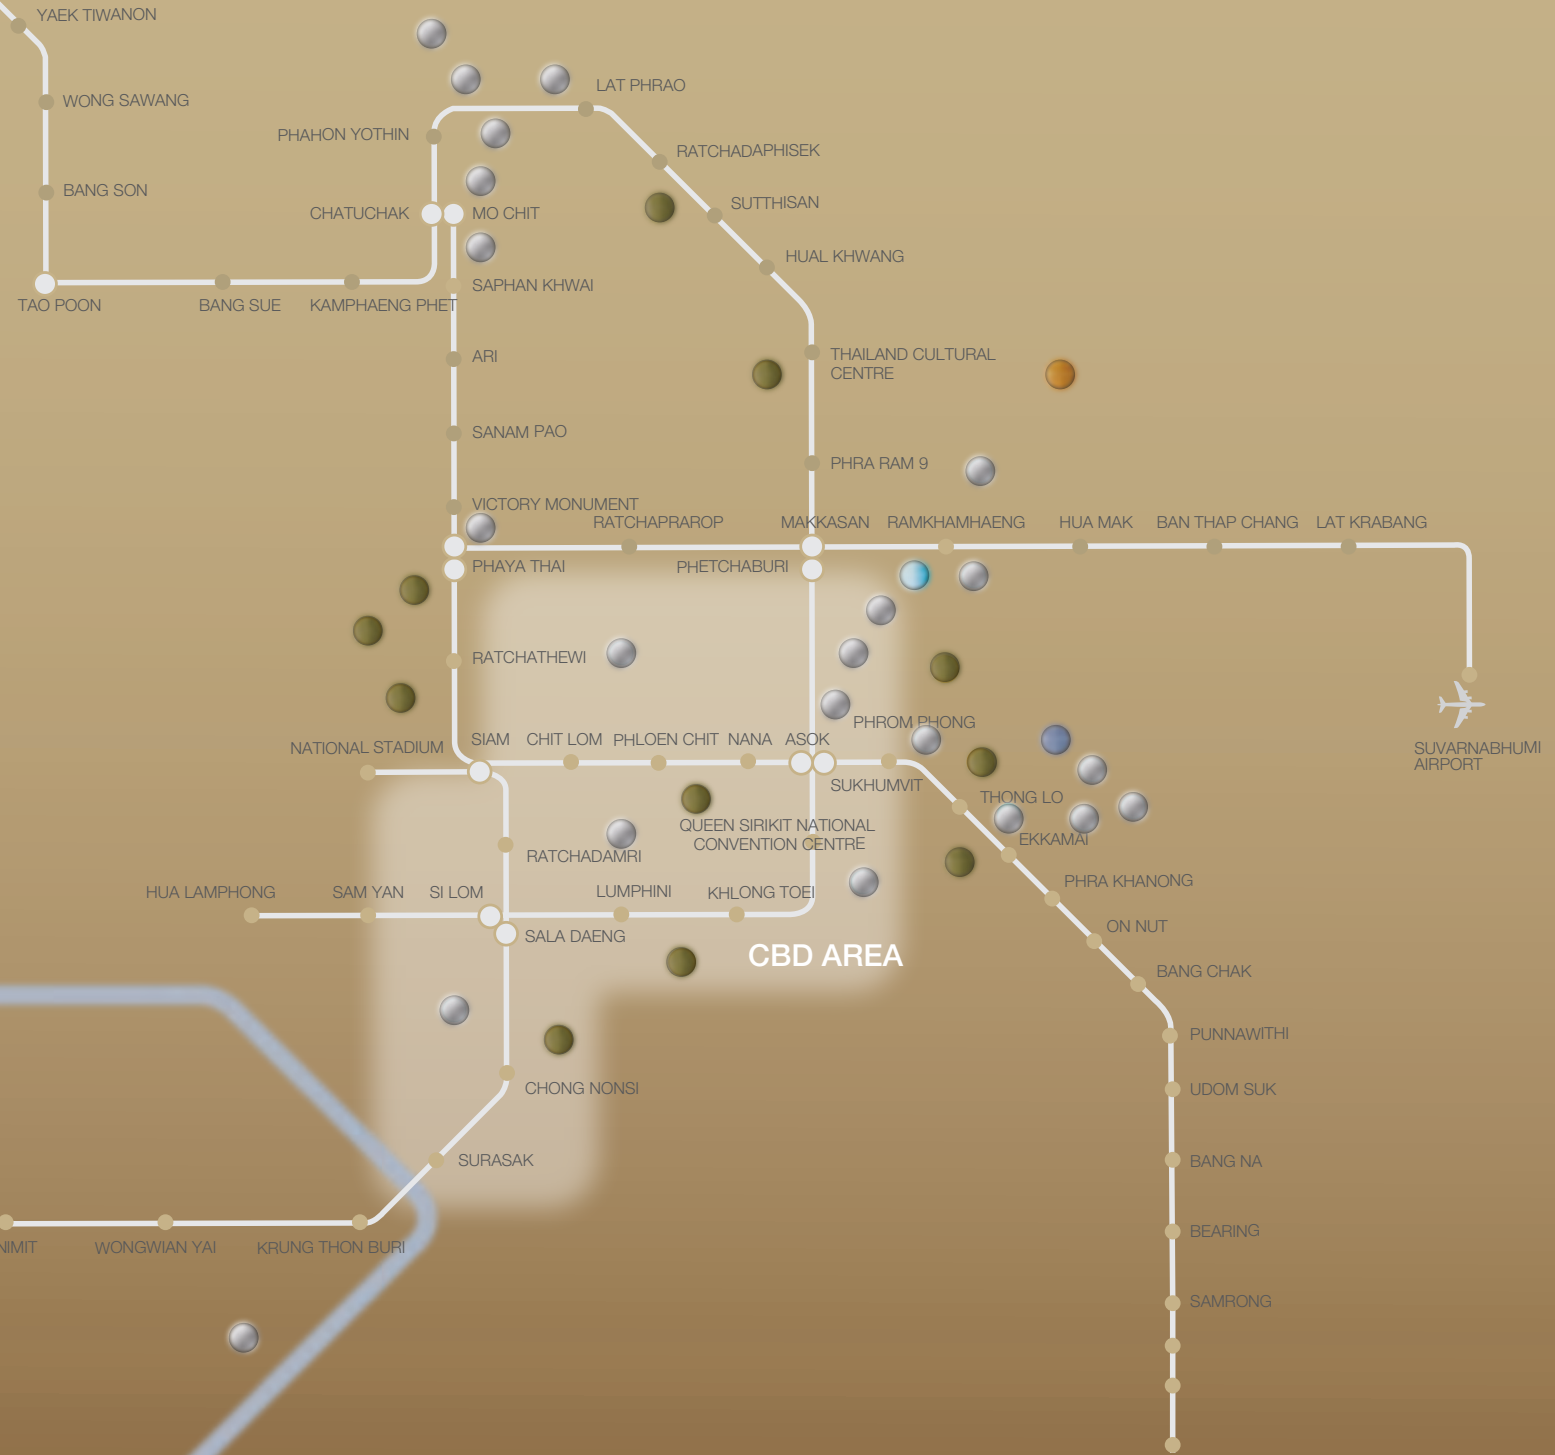 YAEK TIWANON
LAT PHRAO
WONG SAWANG
PHAHON YOTHIN
RATCHADAPHISEK
BANG SON
SUTTHISAN
CHATUCHAK
MO CHIT
HUAL KHWANG
SAPHAN KHWAI
TAO POON
BANG SUE
KAMPHAENG PHET
ARI
THAILAND CULTURAL
CENTRE
SANAM PAO
PHRA RAM 9
VICTORY MONUMENT
RATCHAPRAROP
MAKKASAN
RAMKHAMHAENG
HUA MAK
BAN THAP CHANG
LAT KRABANG
PHAYA THAI
PHETCHABURI
RATCHATHEWI
PHROM PHONG
NATIONAL STADIUM
SIAM
CHIT LOM
PHLOEN CHIT
NANA
ASOK
SUVARNABHUMI
AIRPORT
SUKHUMVIT
THONG LO
QUEEN SIRIKIT NATIONAL
CONVENTION CENTRE
EKKAMAI
RATCHADAMRI
PHRA KHANONG
HUA LAMPHONG
SAM YAN
SI LOM
LUMPHINI
KHLONG TOEI
ON NUT
SALA DAENG
CBD AREA
BANG CHAK
PUNNAWITHI
CHONG NONSI
UDOM SUK
SURASAK
BANG NA
BEARING
NIMIT
WONGWIAN YAI
KRUNG THON BURI
SAMRONG